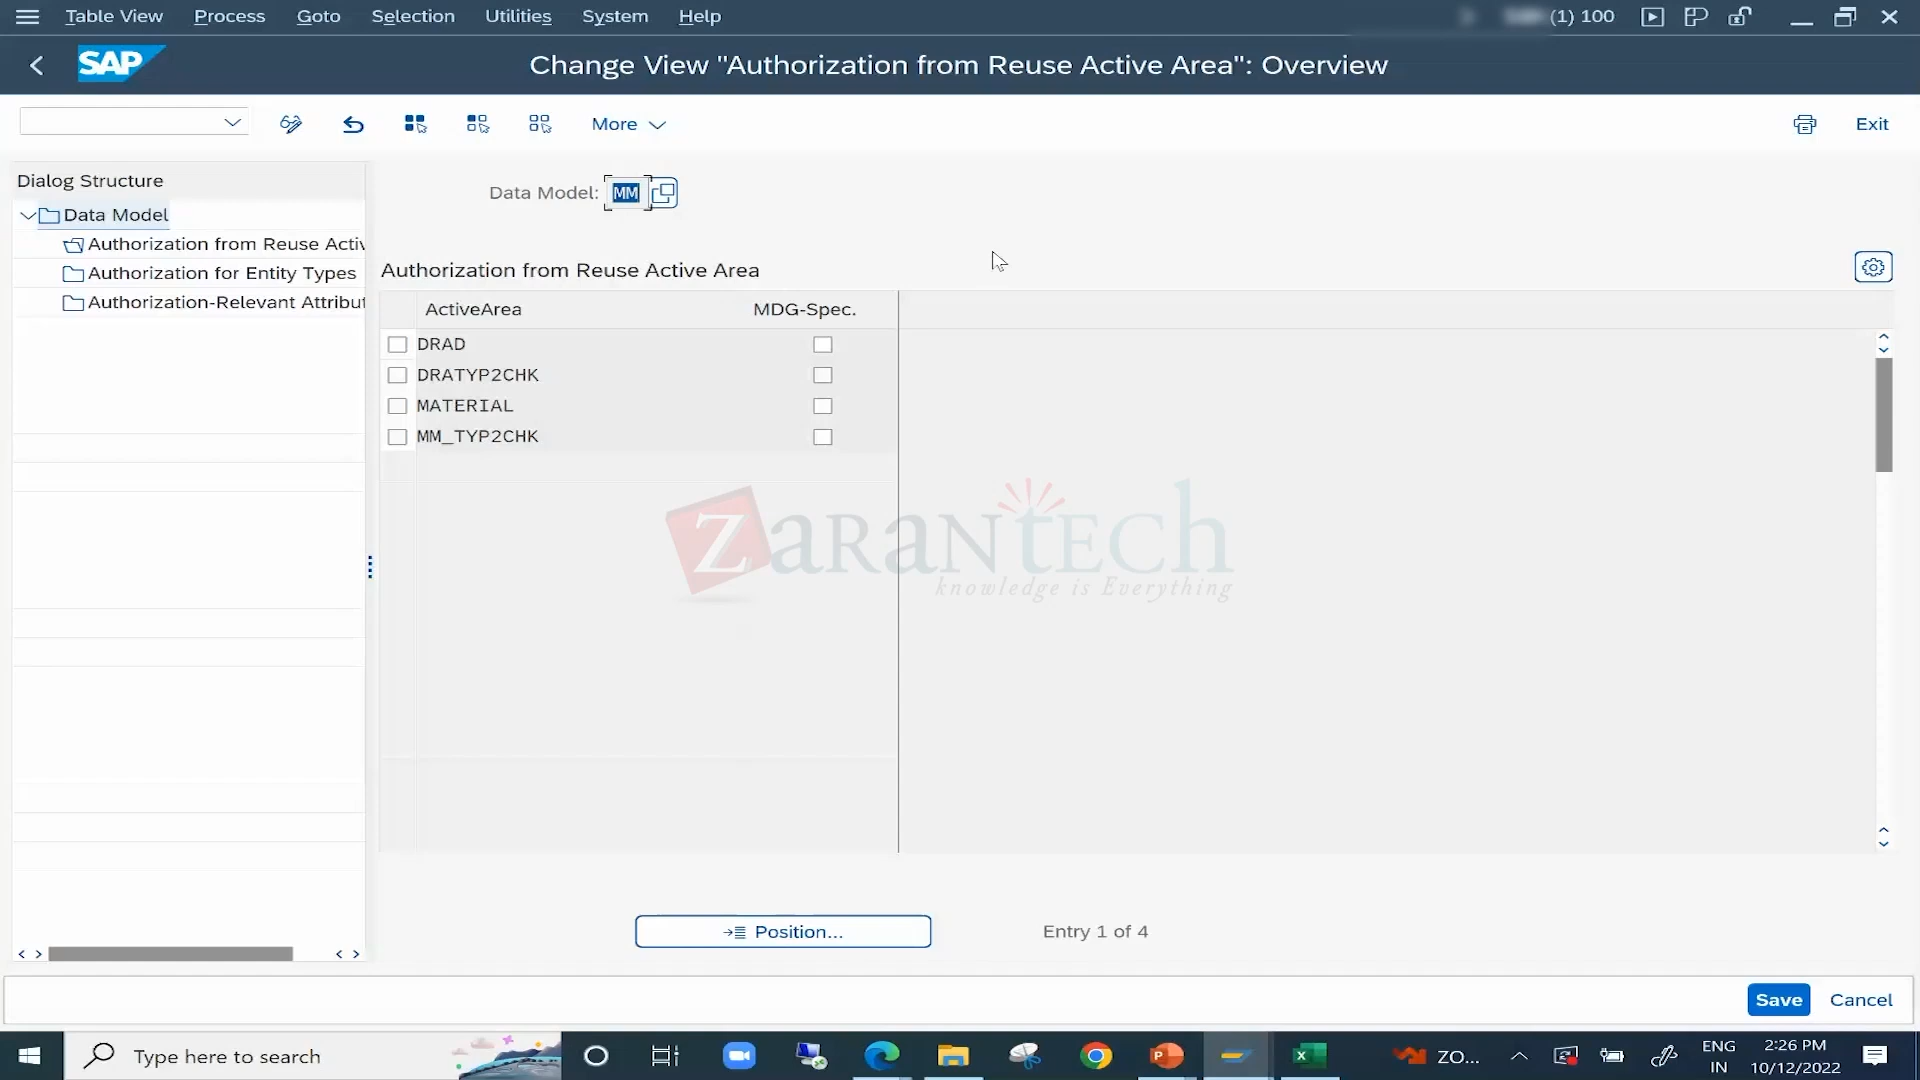 Table View Process Goto Selection Utilities System Help (1) 100
SAP Change View "Authorization from Reuse Active Area": Overview
More Exit
Dialog Structure
Data Model
Authorization from Reuse Activ
Authorization for Entity Types
Authorization-Relevant Attribut
Data Model: MM
Authorization from Reuse Active Area
ActiveArea MDG-Spec.
DRAD
DRATYP2CHK
MATERIAL
MM_TYP2CHK
ZaranTech
knowledge is Everything
Position... Entry 1 of 4
Save Cancel
Type here to search
ZO...
ENG
IN
2:26 PM
10/12/2022